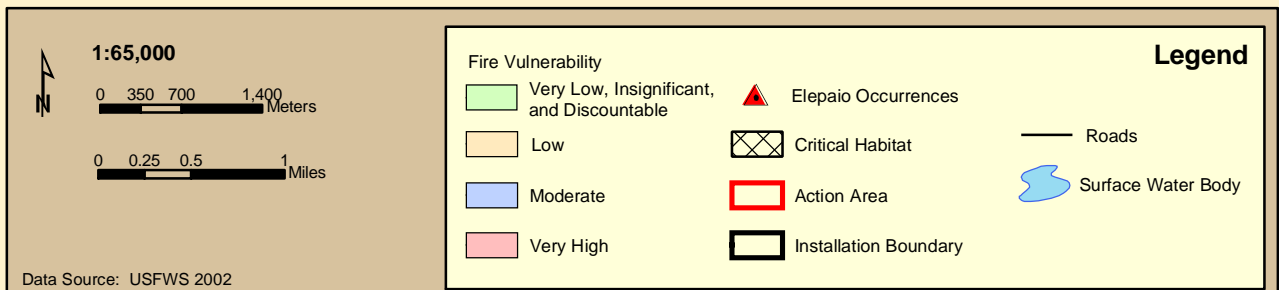 1:65,000
0 350 700 1,400
Meters
0 0.25 0.5 1
Miles
N
Data Source: USFWS 2002
Legend
Fire Vulnerability
Very Low, Insignificant,
and Discountable
Low
Moderate
Very High
Elepaio Occurrences
Critical Habitat
Action Area
Installation Boundary
Roads
Surface Water Body